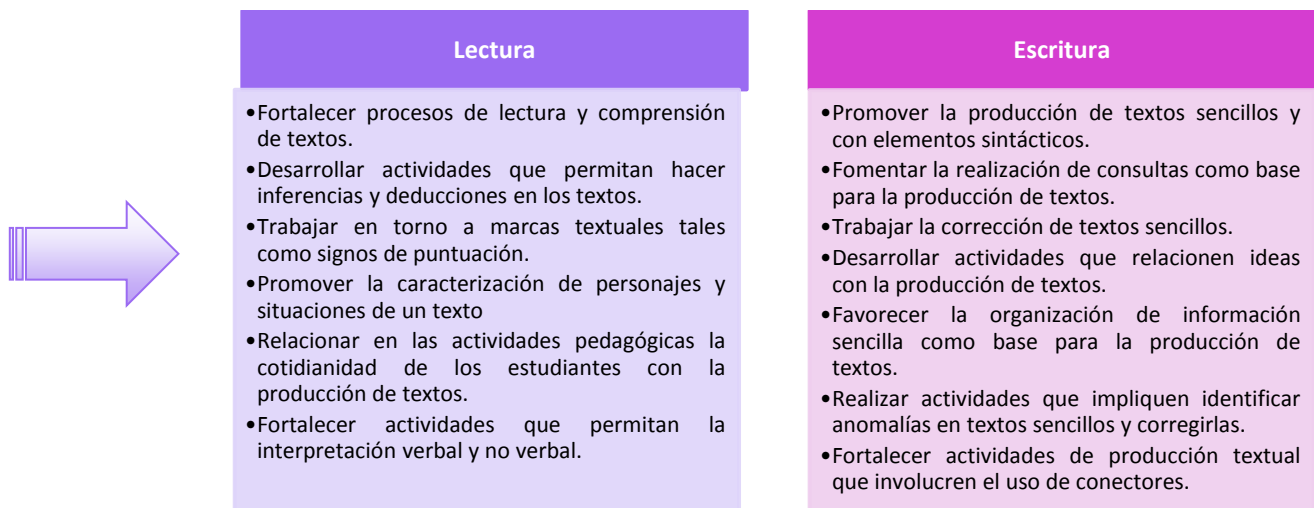 Lectura
•Fortalecer procesos de lectura y comprensión
de textos.
•Desarrollar actividades que permitan hacer
inferencias y deducciones en los textos.
•Trabajar en torno a marcas textuales tales
como signos de puntuación.
•Promover la caracterización de personajes y
situaciones de un texto
•Relacionar en las actividades pedagógicas la
cotidianidad de los estudiantes con la
producción de textos.
•Fortalecer actividades que permitan la
interpretación verbal y no verbal.
Escritura
•Promover la producción de textos sencillos y
con elementos sintácticos.
•Fomentar la realización de consultas como base
para la producción de textos.
•Trabajar la corrección de textos sencillos.
•Desarrollar actividades que relacionen ideas
con la producción de textos.
•Favorecer la organización de información
sencilla como base para la producción de
textos.
•Realizar actividades que impliquen identificar
anomalías en textos sencillos y corregirlas.
•Fortalecer actividades de producción textual
que involucren el uso de conectores.